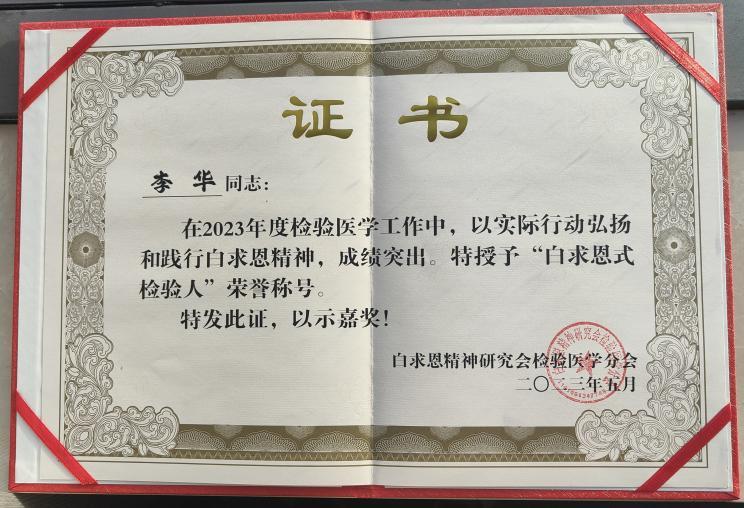 证书
李华同志：
在2023年度检验医学工作中，以实际行动弘扬
和践行白求恩精神，成绩突出。特授予“白求恩式
检验人”荣誉称号。
特发此证，以示嘉奖！
白求恩精神研究会检验医学分会
二〇二三年五月